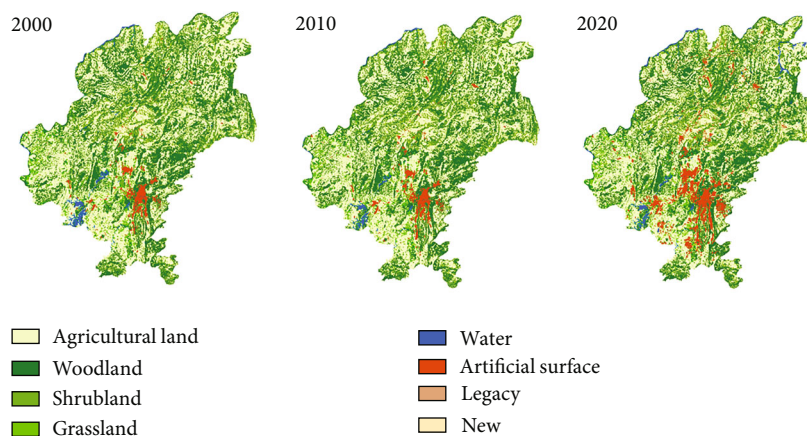 2000
2010
2020
Agricultural land
Woodland
Shrubland
Grassland
Water
Artificial surface
Legacy
New